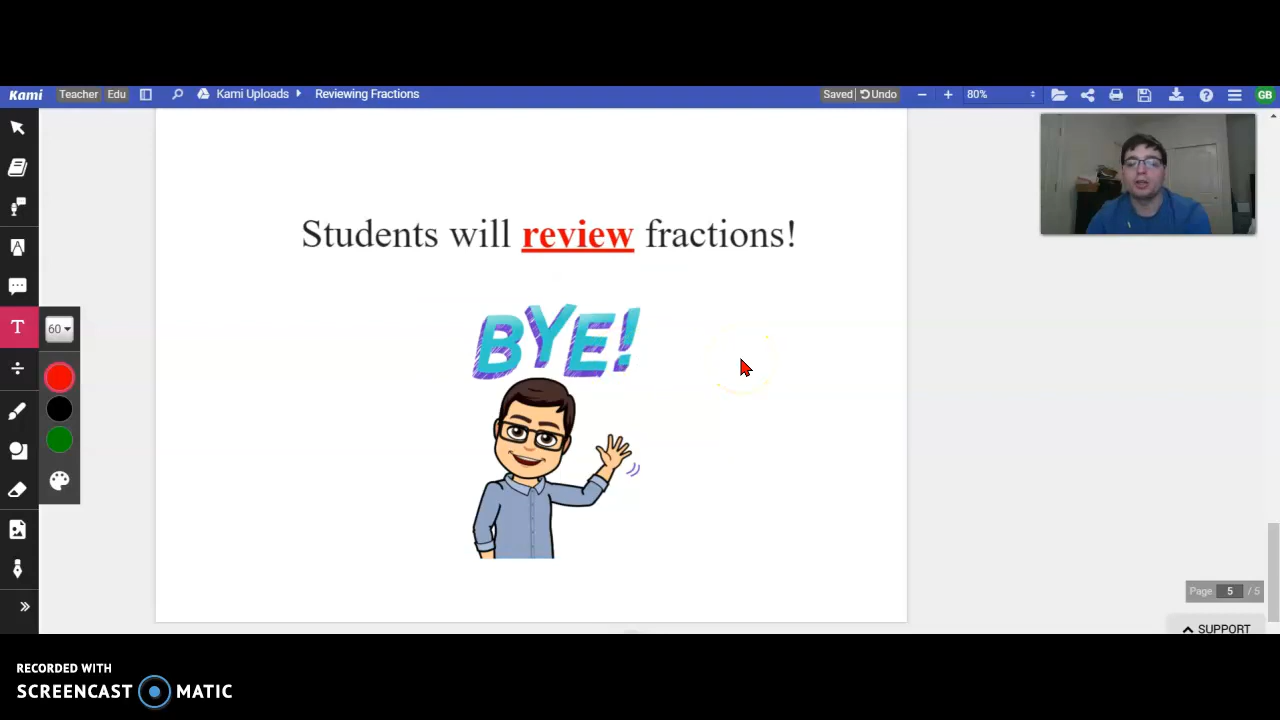 Kami Teacher Edu Kami Uploads Reviewing Fractions Saved Undo 80% GB
Students will review fractions!
BYE!
T 60
Page 5 / 5
SUPPORT
RECORDED WITH
SCREENCAST MATIC